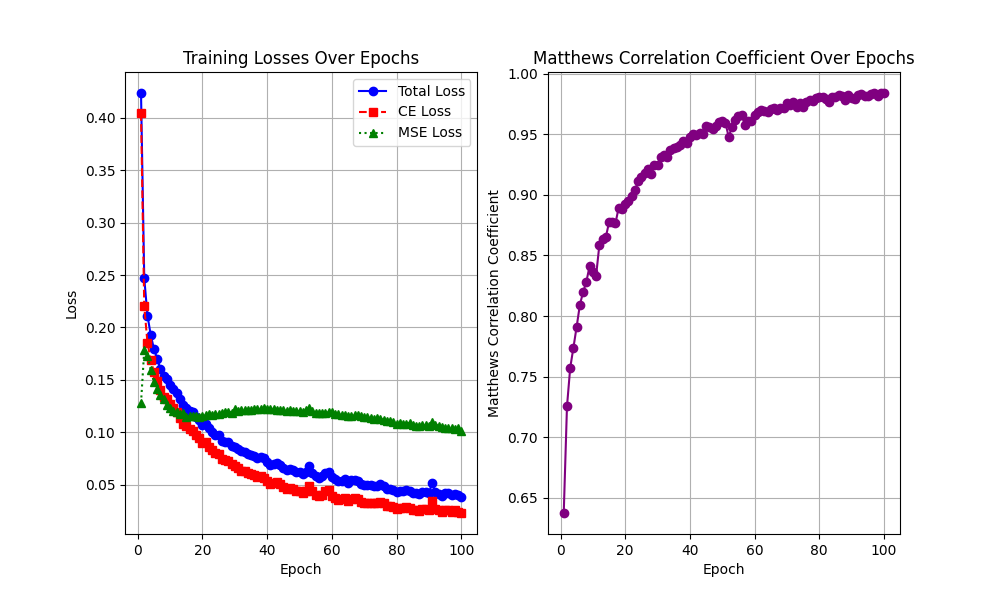 Training Losses Over Epochs
Total Loss
CE Loss
MSE Loss
0.40
0.35
0.30
0.25
0.20
0.15
0.10
0.05
Loss
0 20 40 60 80 100
Epoch
Matthews Correlation Coefficient Over Epochs
1.00
0.95
0.90
0.85
0.80
0.75
0.70
0.65
Matthews Correlation Coefficient
0 20 40 60 80 100
Epoch